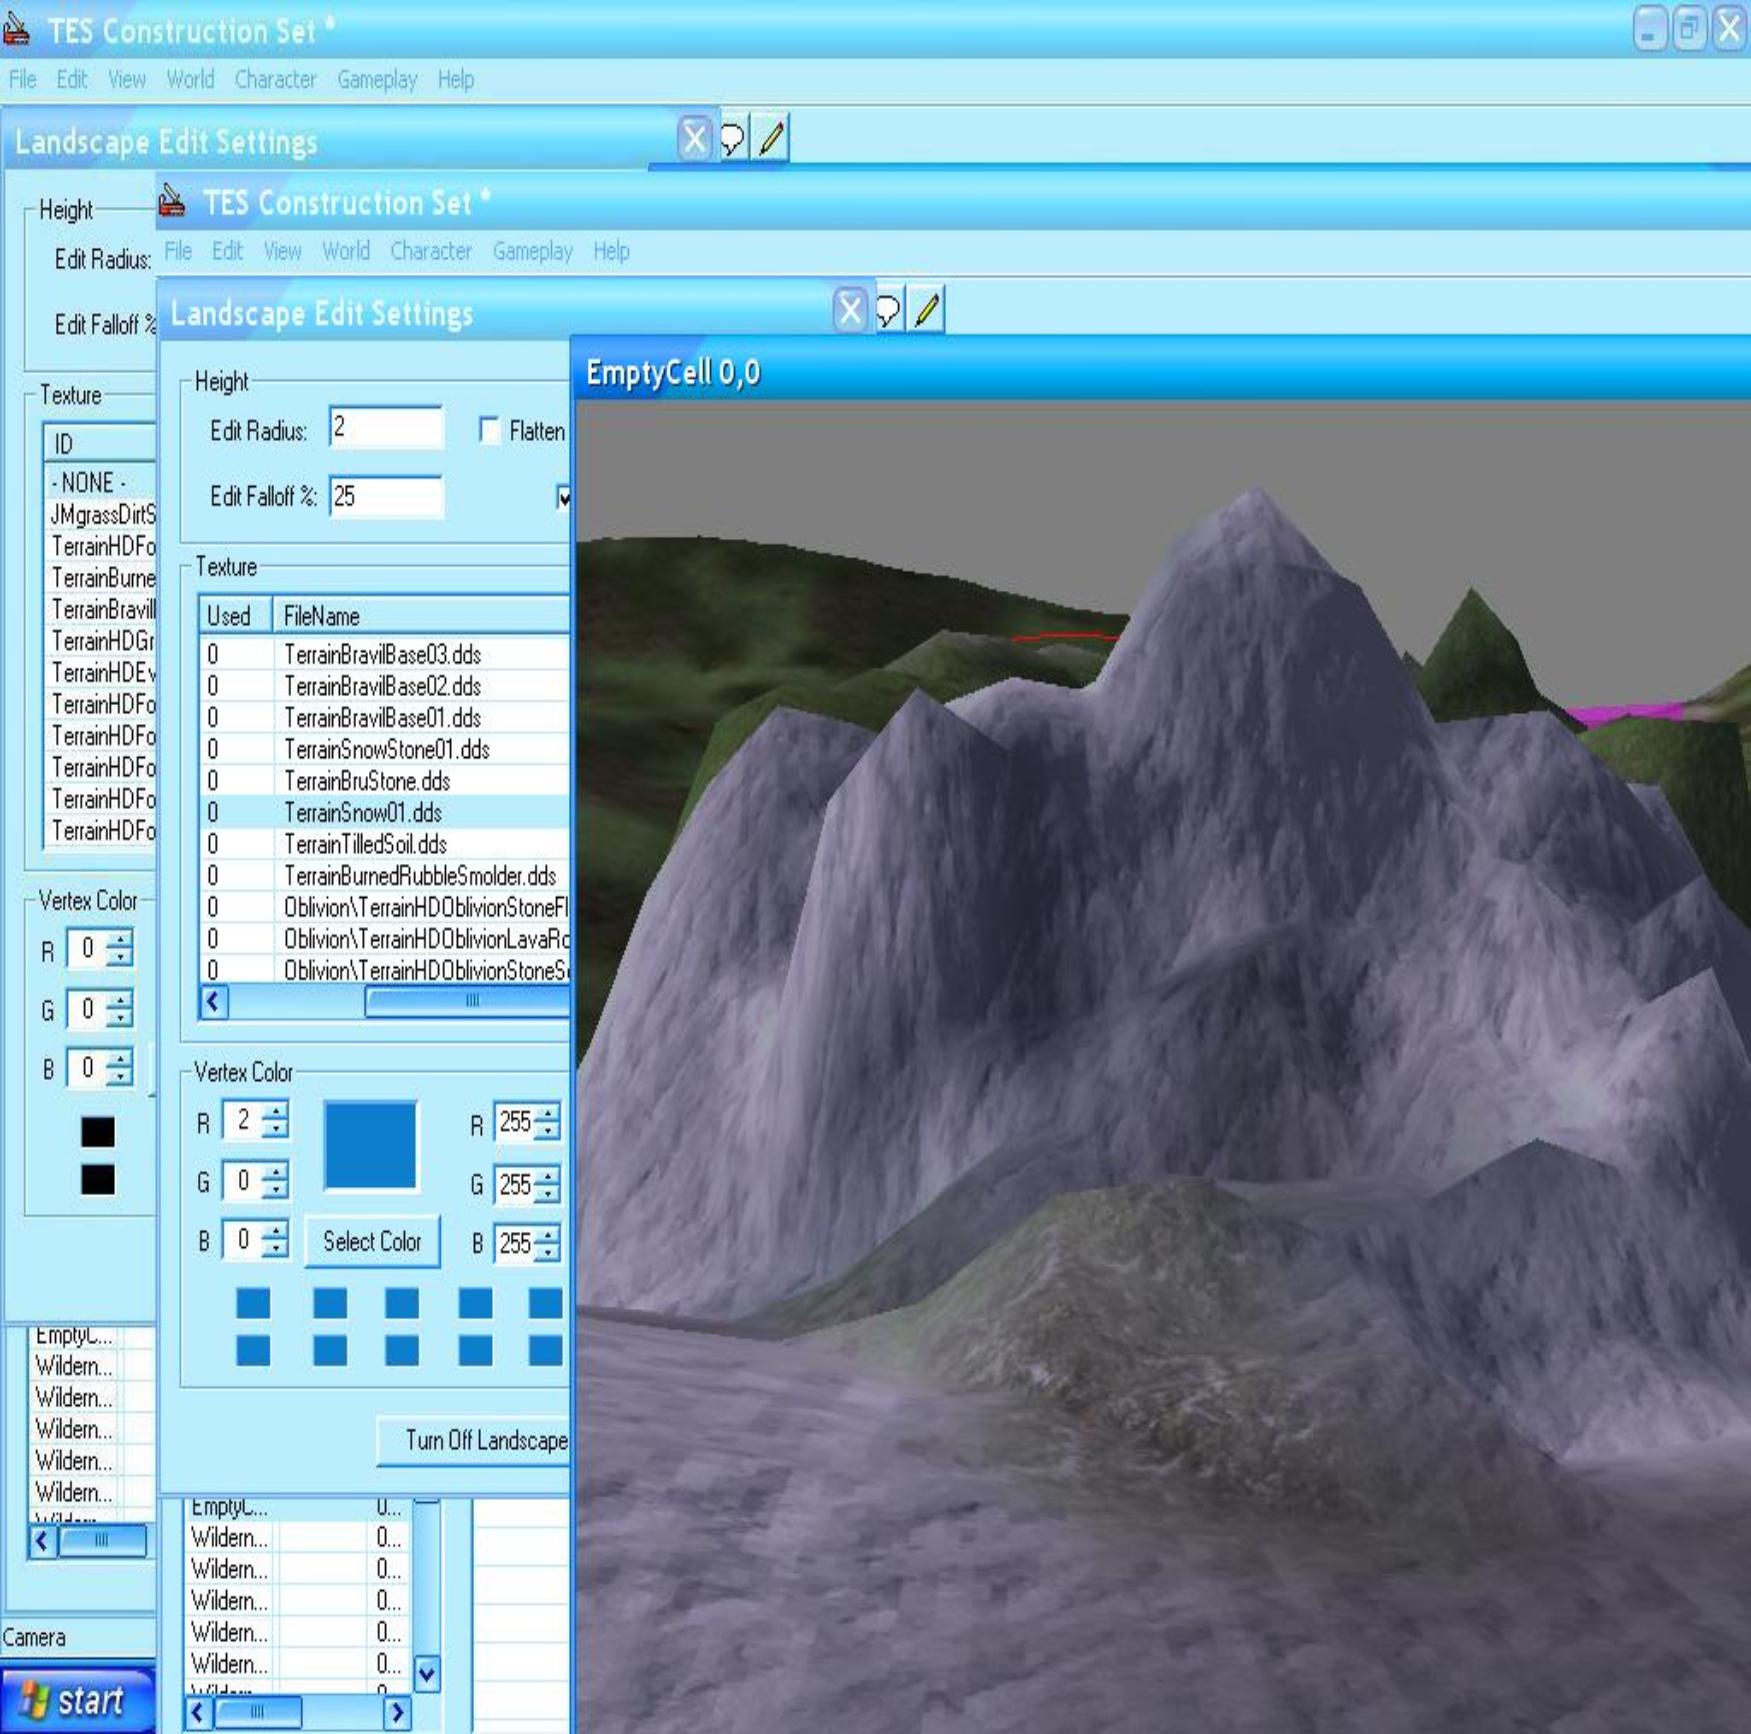 TES Construction Set *
File Edit View World Character Gameplay Help
Landscape Edit Settings
Height
Edit Radius:
Edit Falloff %
Texture
ID
- NONE -
JMgrassDirtS
TerrainHDFo
TerrainBurne
TerrainBravill
TerrainHDGr
TerrainHDEv
TerrainHDFo
TerrainHDFo
TerrainHDFo
TerrainHDFo
TerrainHDFo
Vertex Color
R 0
G 0
B 0
EmptyC...
Wildern...
Wildern...
Wildern...
Wildern...
Wildern...
Camera
start
TES Construction Set *
File Edit View World Character Gameplay Help
Landscape Edit Settings
Height
Edit Radius: 2 Flatten
Edit Falloff %: 25
Texture
Used FileName
0 TerrainBravilBase03.dds
0 TerrainBravilBase02.dds
0 TerrainBravilBase01.dds
0 TerrainSnowStone01.dds
0 TerrainBruStone.dds
0 TerrainSnow01.dds
0 TerrainTilledSoil.dds
0 TerrainBurnedRubbleSmolder.dds
0 Oblivion\TerrainHDOblivionStoneFl
0 Oblivion\TerrainHDOblivionLavaRo
0 Oblivion\TerrainHDOblivionStoneS
Vertex Color
R 2 R 255
G 0 G 255
B 0 Select Color B 255
Turn Off Landscape
EmptyC... 0...
Wildern... 0...
Wildern... 0...
Wildern... 0...
Wildern... 0...
Wildern... 0...
EmptyCell 0,0